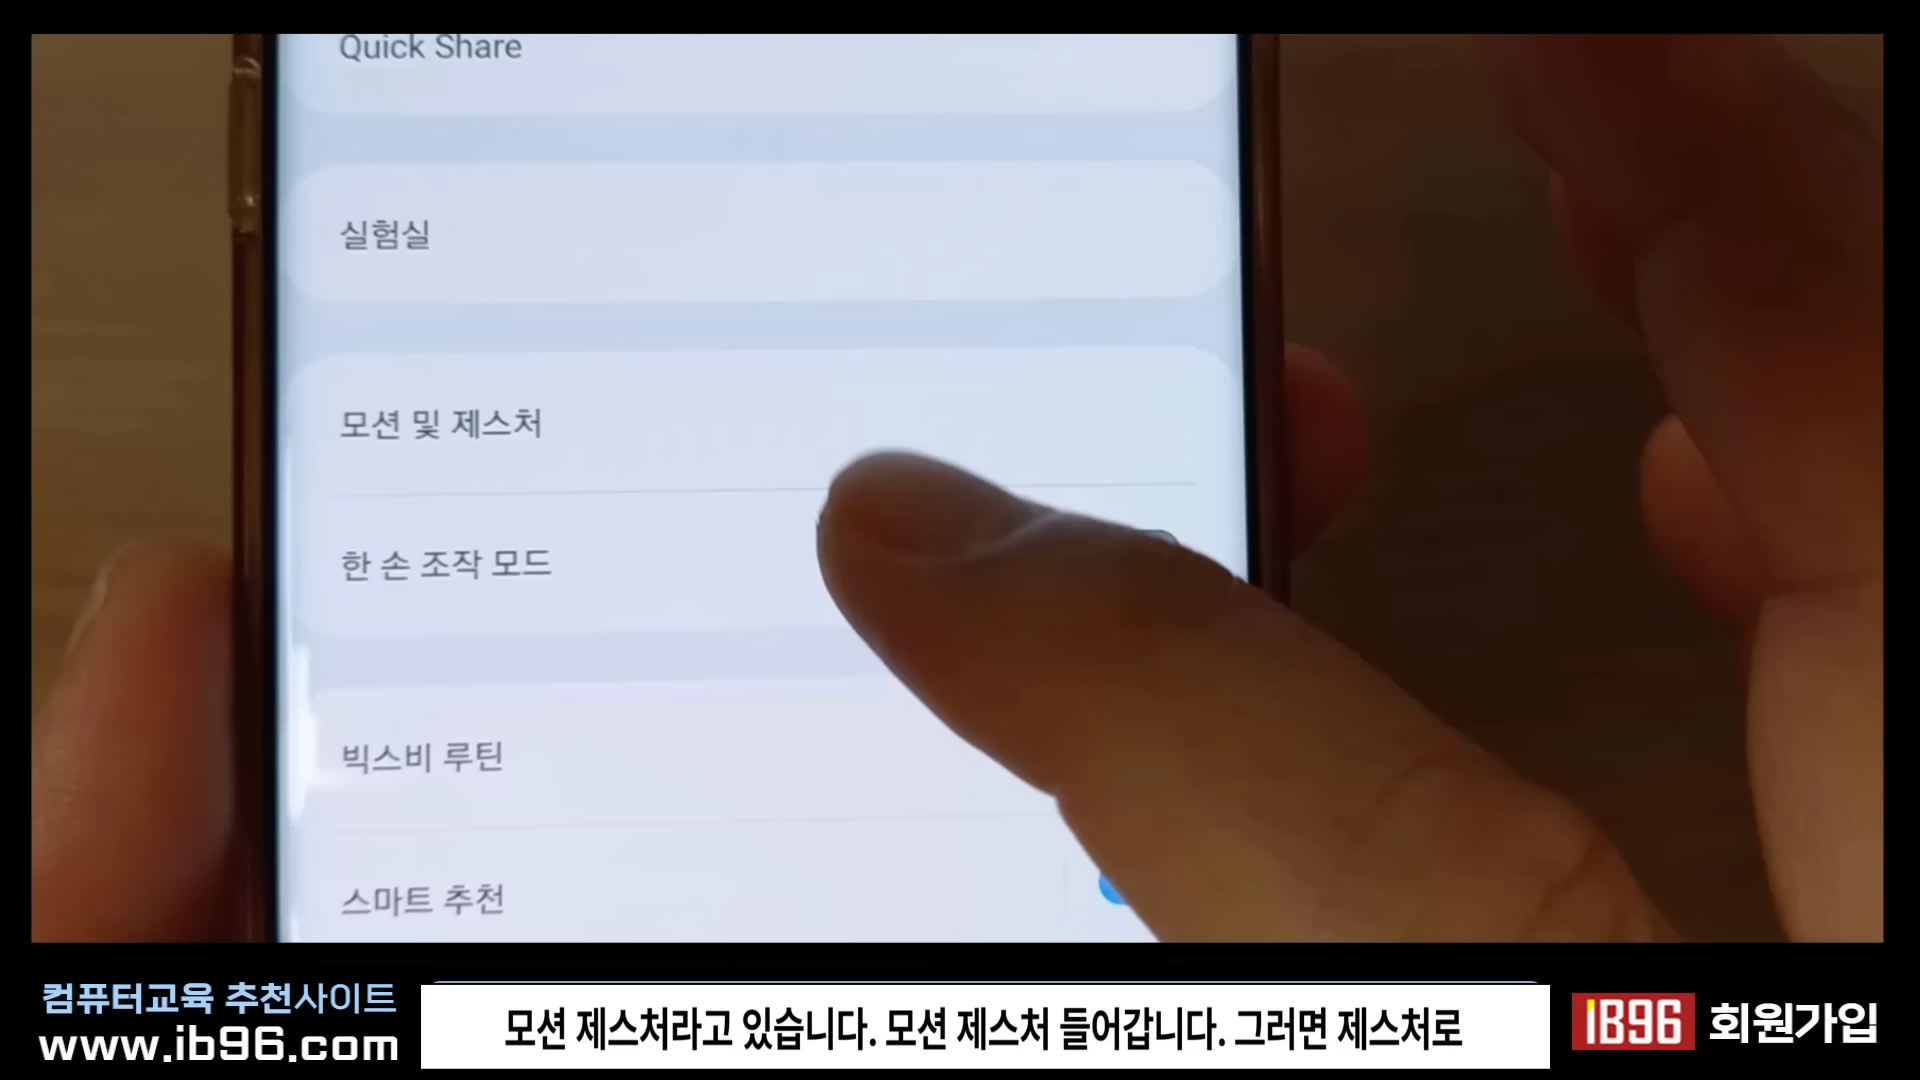 Quick Share
실험실
모션 및 제스처
한 손 조작 모드
빅스비 루틴
스마트 추천
컴퓨터교육 추천사이트
www.ib96.com
모션 제스처라고 있습니다. 모션 제스처 들어갑니다. 그러면 제스처로
IB96 회원가입